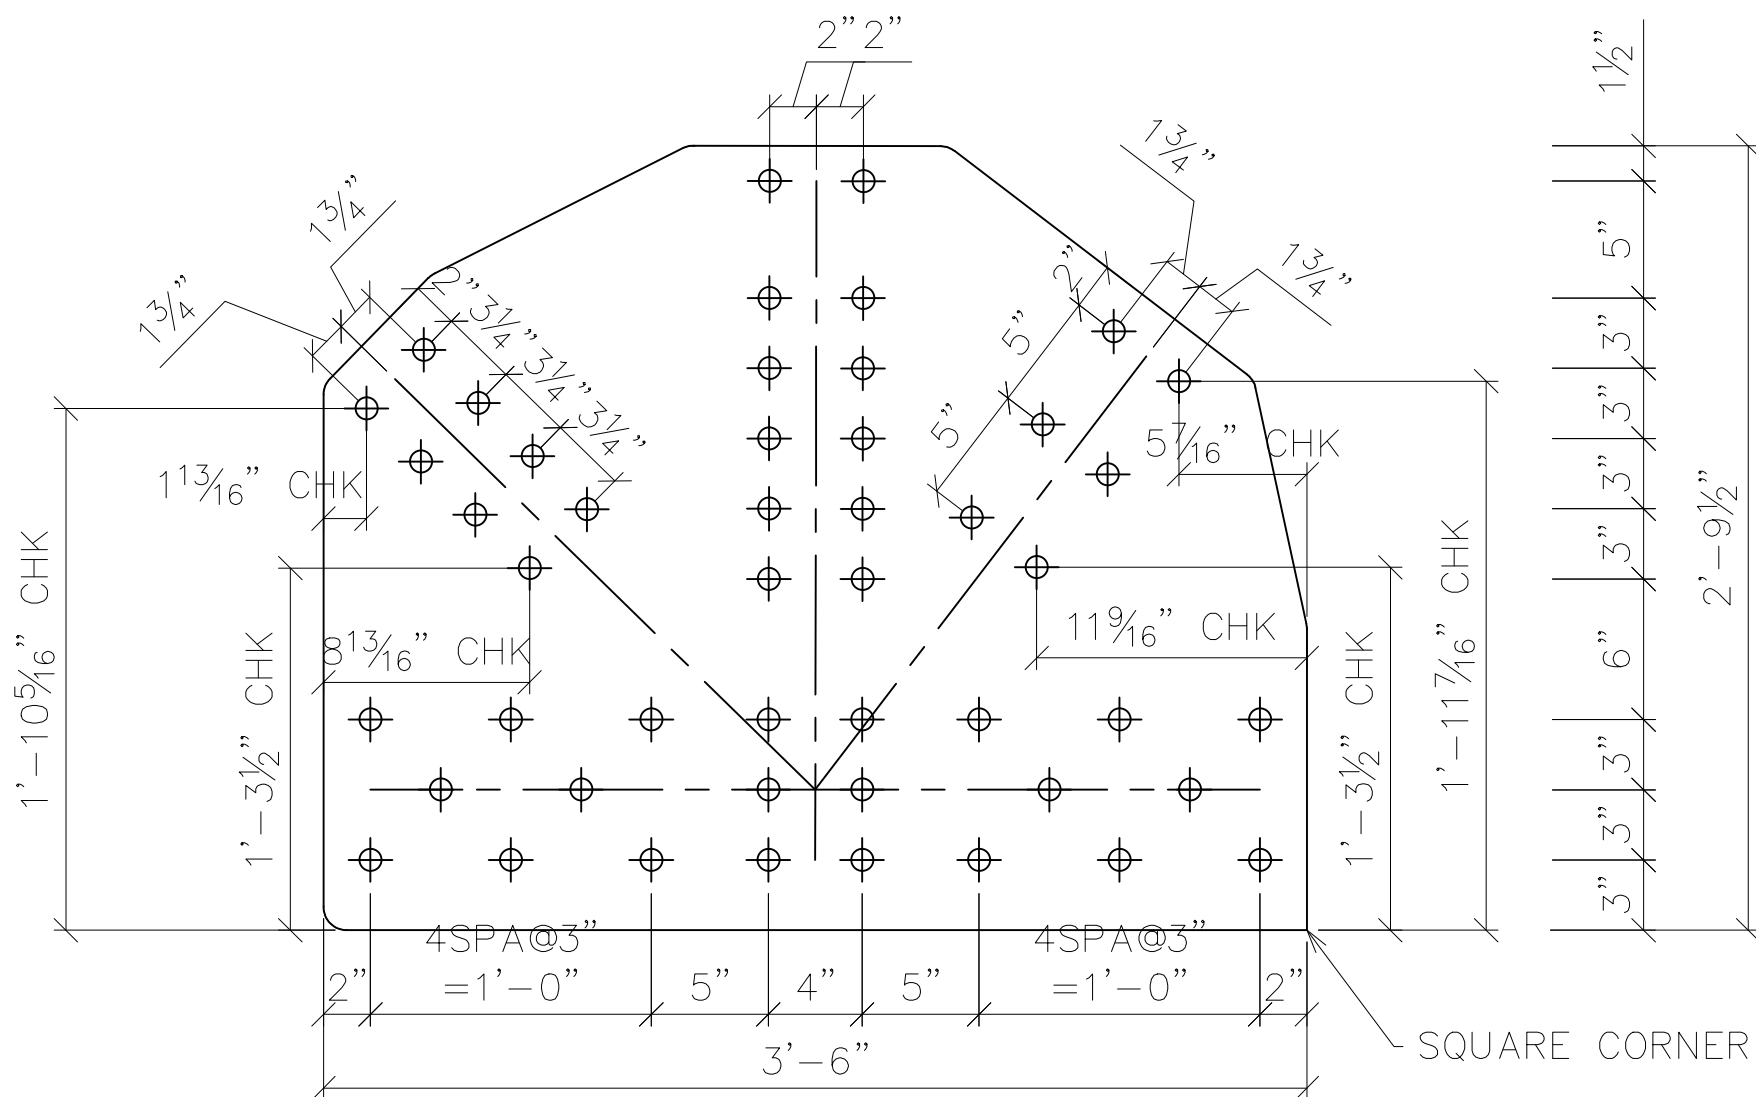 2” 2”
1½”
1¾”
1¾”
1¾”
1¾”
2” 3¼” 3¼” 3¼”
2”
5”
5”
5”
3”
3”
3”
3”
6”
3”
3”
3”
2’-9½”
1 13/16” CHK
5 7/16” CHK
1’-10 5/16” CHK
1’-3½” CHK
8 13/16” CHK
11 9/16” CHK
1’-3½” CHK
1’-11 7/16” CHK
4SPA@3”
=1’-0”
4SPA@3”
=1’-0”
2”
5”
4”
5”
2”
3’-6”
SQUARE CORNER